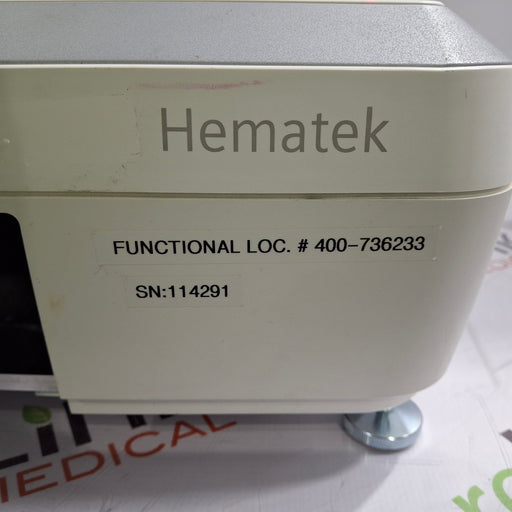 Hematek
FUNCTIONAL LOC. # 400-736233
SN:114291
MEDICAL